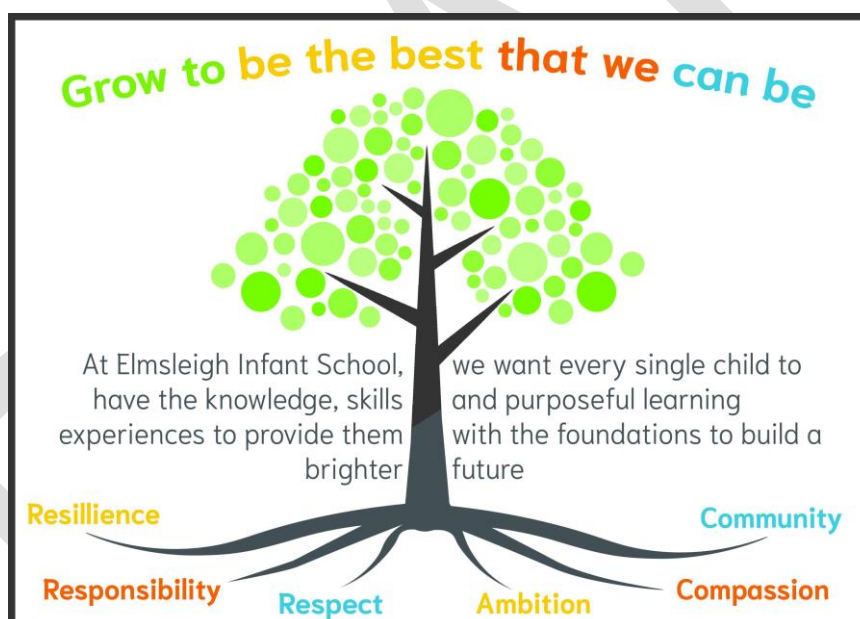 Grow to be the best that we can be
At Elmsleigh Infant School, we want every single child to
have the knowledge, skills and purposeful learning
experiences to provide them with the foundations to build a
brighter future
Resillience
Community
Responsibility
Respect
Ambition
Compassion